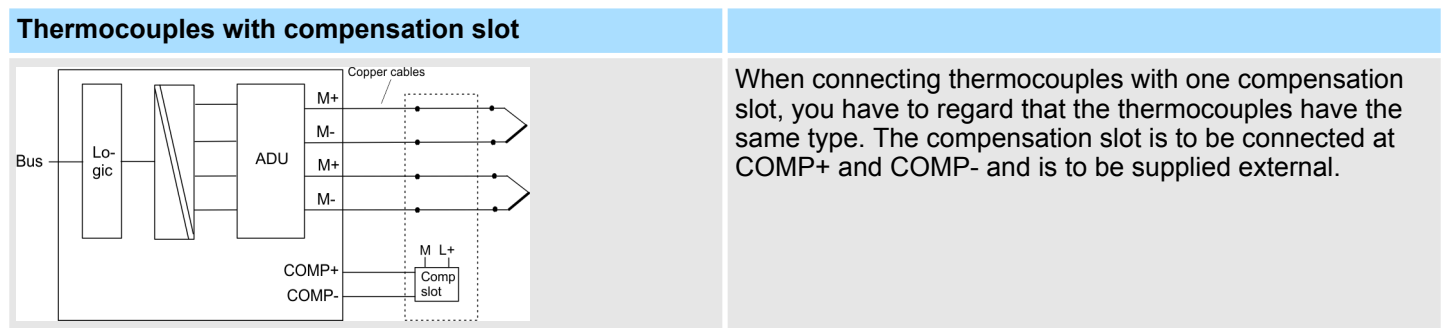 Thermocouples with compensation slot
Copper cables
M+
M-
M+
M-
Bus
Lo-
gic
ADU
M L+
COMP+
COMP-
Comp
slot
When connecting thermocouples with one compensation
slot, you have to regard that the thermocouples have the
same type. The compensation slot is to be connected at
COMP+ and COMP- and is to be supplied external.